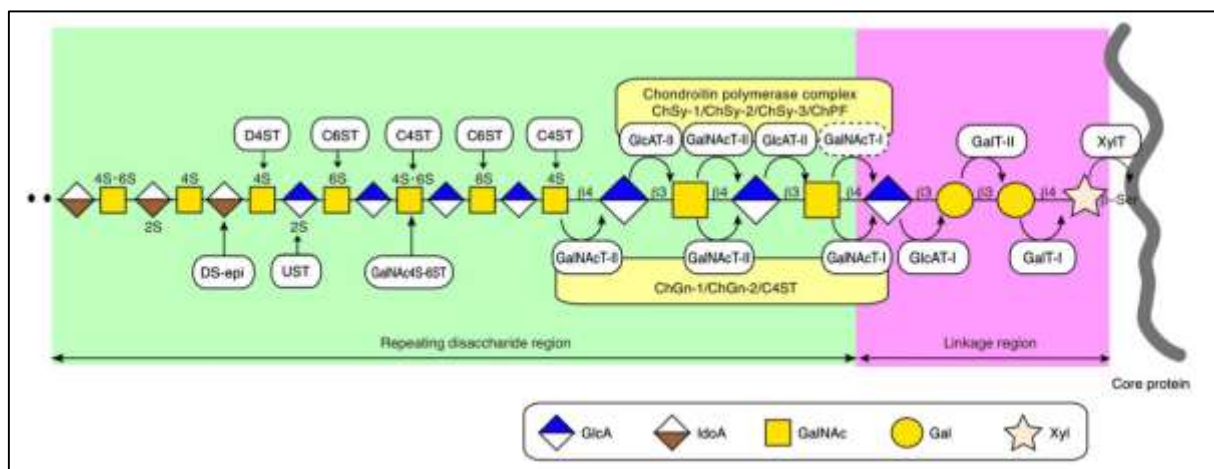 Chondroitin polymerase complex
ChSy-1/ChSy-2/ChSy-3/ChPF
D4ST C6ST C4ST C6ST C4ST
GlcAT-II GalNAcT-II GlcAT-II GalNAcT-I GalT-II XylT
4S-6S 4S 4S 6S 4S-6S 6S 4S
β4 β3 β4 β3 β4 β3 β3 β4 β-Ser
2S 2S
DS-epi UST GalNAc4S-6ST GalNAcT-II GalNAcT-II GalNAcT-I GlcAT-I GalT-I
ChGn-1/ChGn-2/C4ST
Repeating disaccharide region Linkage region
Core protein
GlcA IdoA GalNAc Gal Xyl